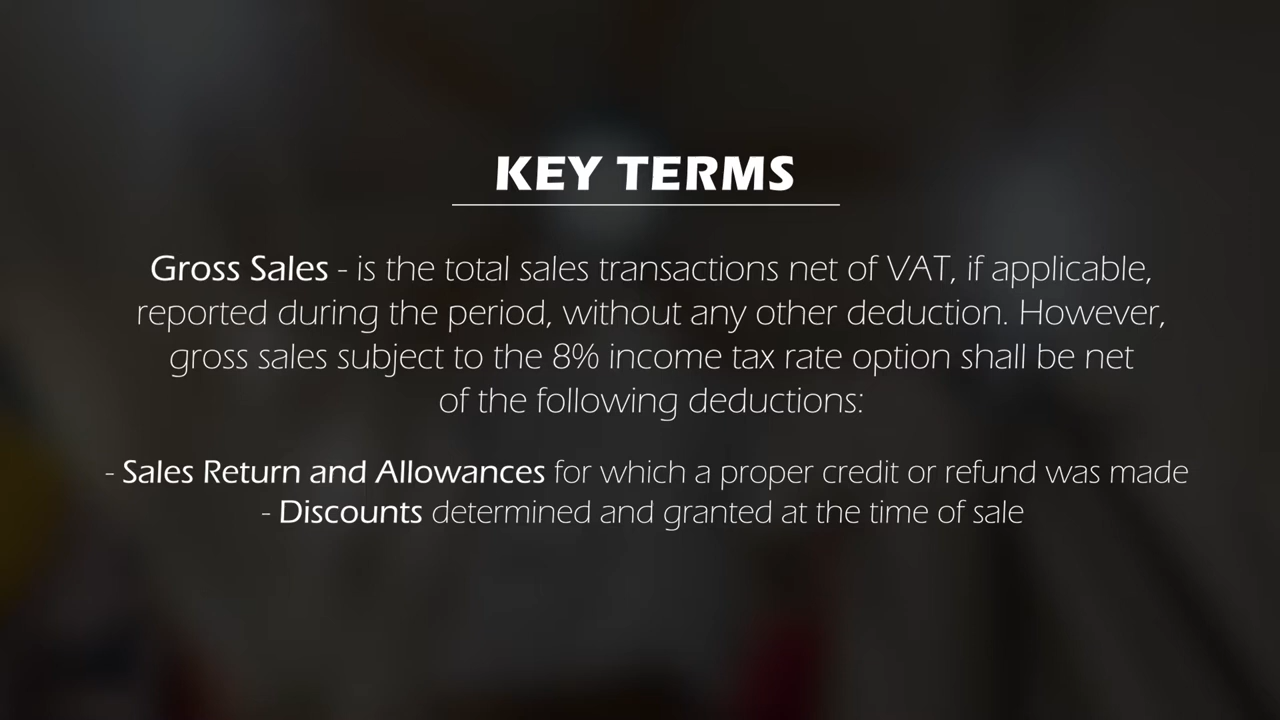 KEY TERMS
Gross Sales - is the total sales transactions net of VAT, if applicable,
reported during the period, without any other deduction. However,
gross sales subject to the 8% income tax rate option shall be net
of the following deductions:
- Sales Return and Allowances for which a proper credit or refund was made
- Discounts determined and granted at the time of sale